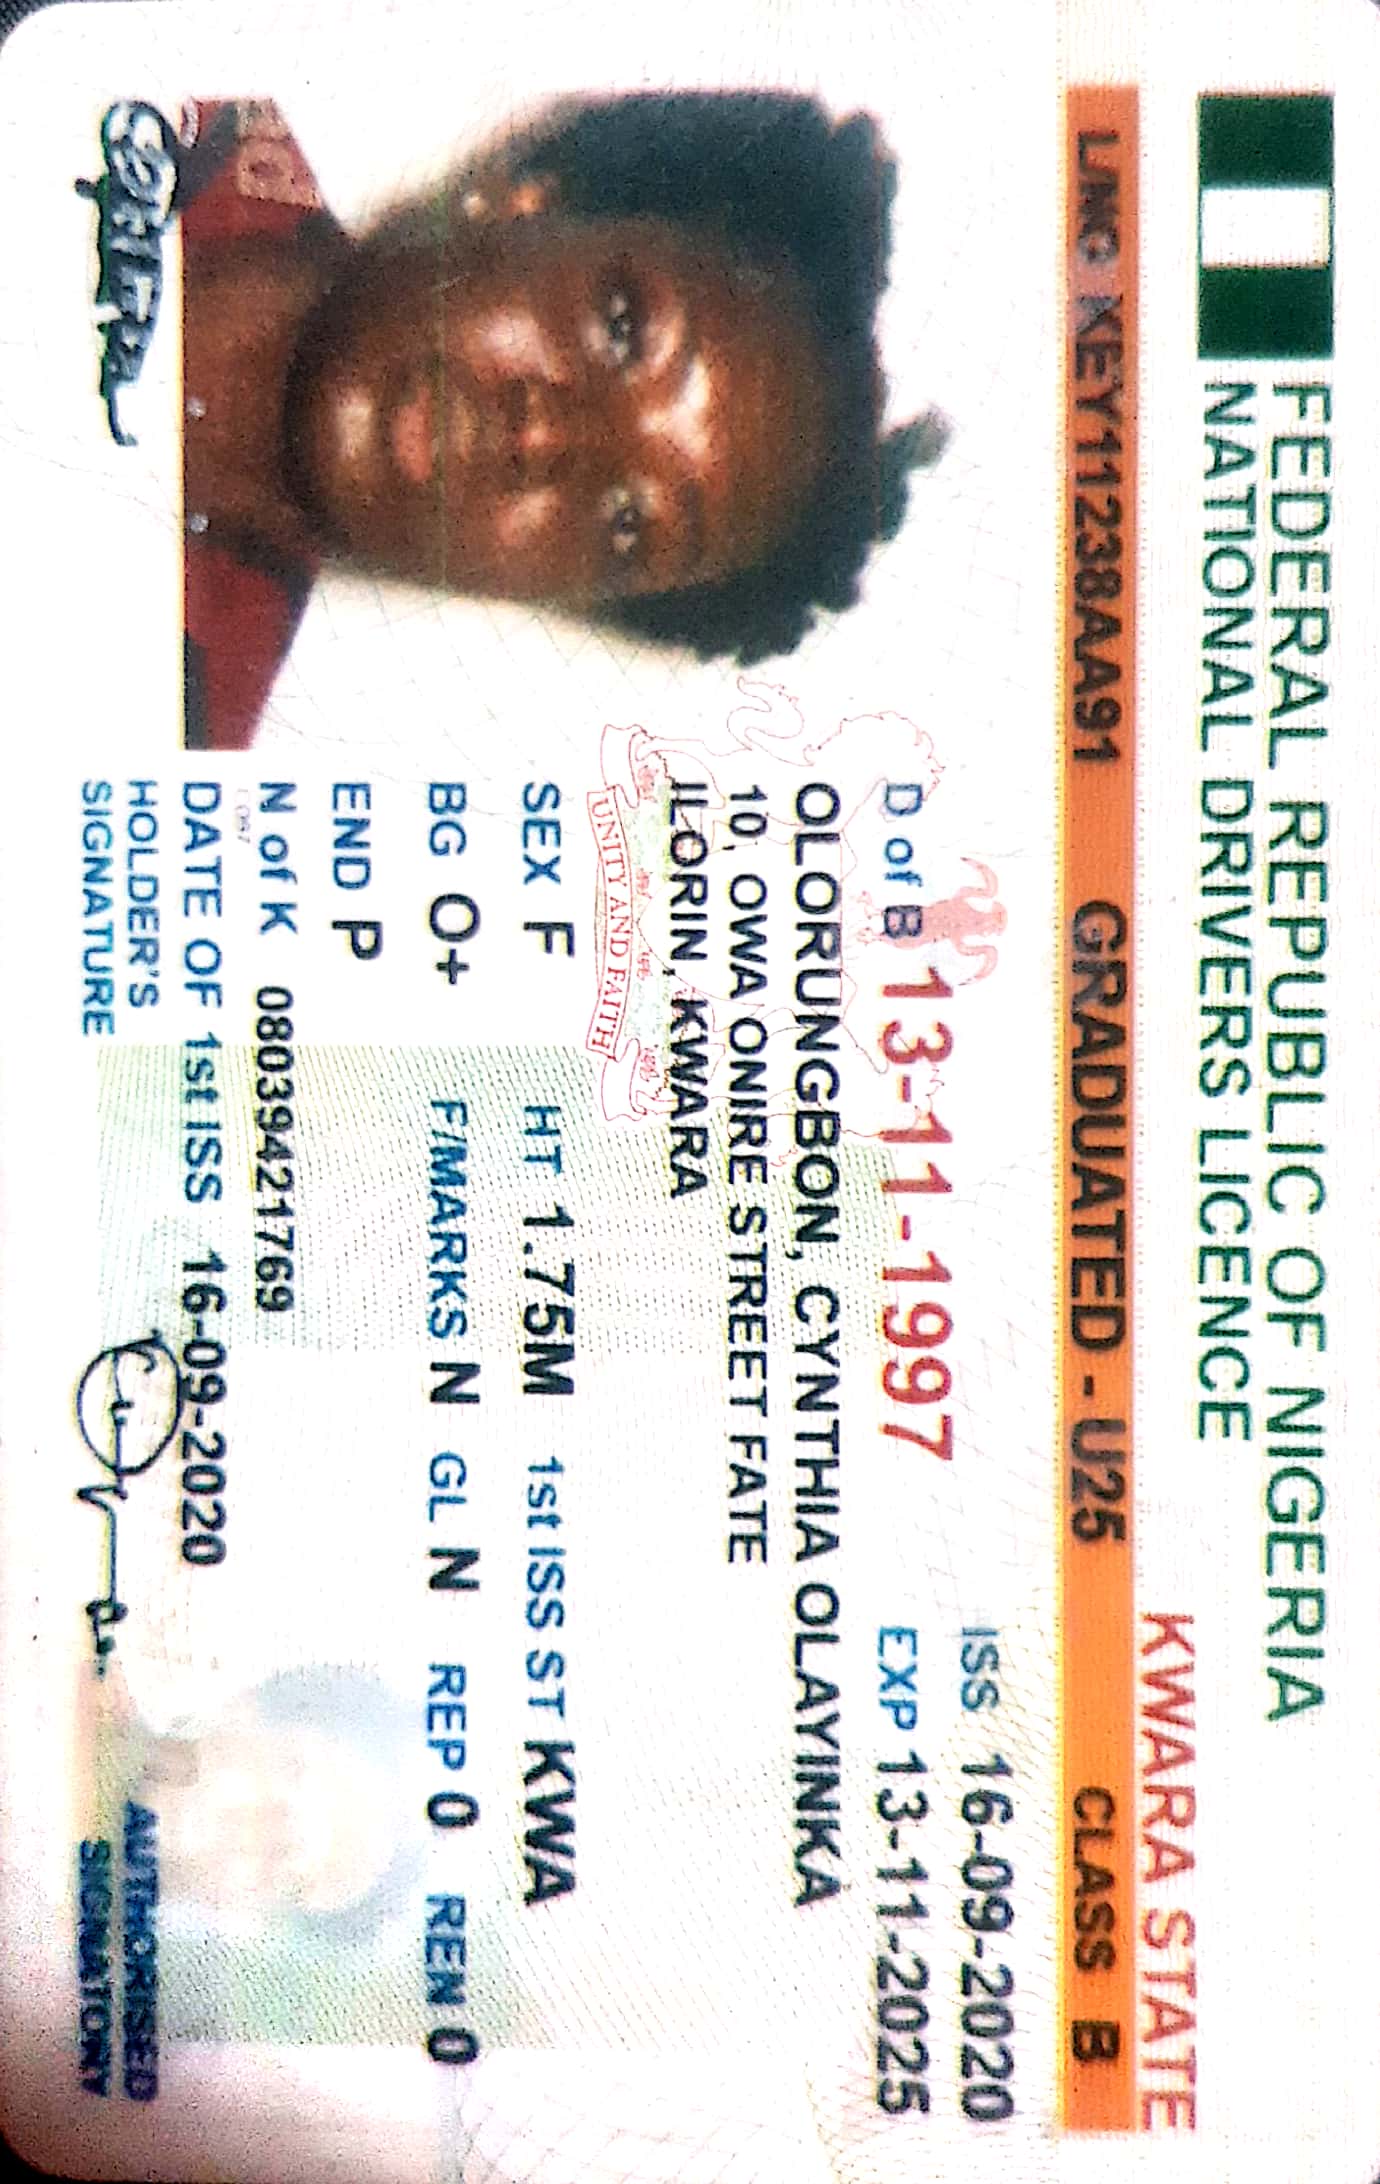 FEDERAL REPUBLIC OF NIGERIA
NATIONAL DRIVERS LICENCE
KWARA STATE
L/NO KEY11238AA91 GRADUATED - U25 CLASS B
ISS 16-09-2020
D of B 13-11-1997 EXP 13-11-2025
OLORUNGBON, CYNTHIA OLAYINKA
10, OWA ONIRE STREET FATE
ILORIN, KWARA
UNITY AND FAITH
SEX F HT 1.75M 1st ISS ST KWA
BG O+ F/MARKS N GL N REP 0 REN 0
END P
N of K 08039421769
DATE OF 1st ISS 16-09-2020
HOLDER'S
SIGNATURE
AUTHORISED
SIGNATORY